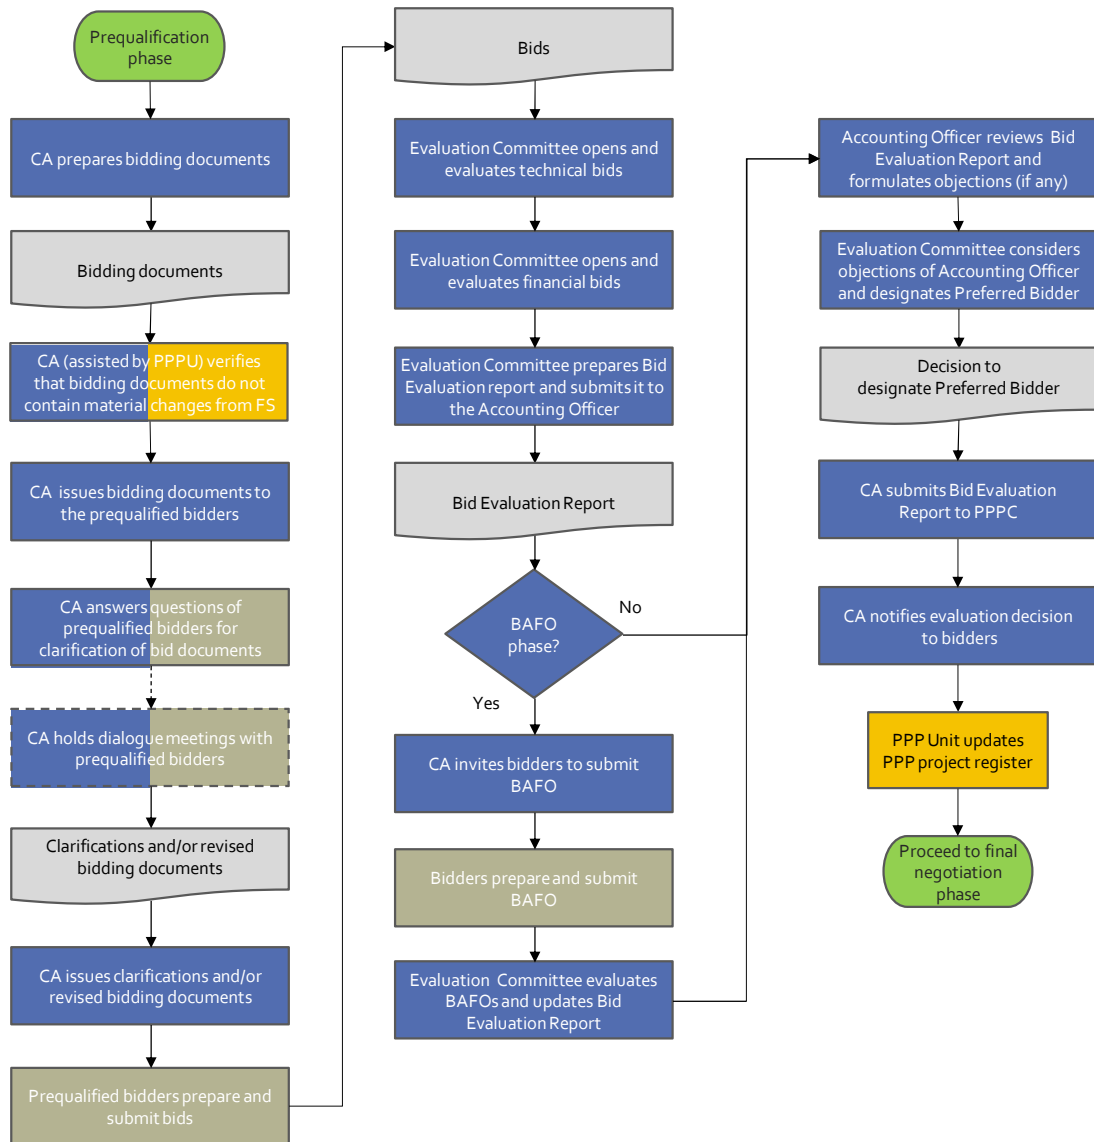 Prequalification
phase
CA prepares bidding documents
Bidding documents
CA (assisted by PPPU) verifies
that bidding documents do not
contain material changes from FS
CA issues bidding documents to
the prequalified bidders
CA answers questions of
prequalified bidders for
clarification of bid documents
CA holds dialogue meetings with
prequalified bidders
Clarifications and/or revised
bidding documents
CA issues clarifications and/or
revised bidding documents
Prequalified bidders prepare and
submit bids
Bids
Evaluation Committee opens and
evaluates technical bids
Evaluation Committee opens and
evaluates financial bids
Evaluation Committee prepares Bid
Evaluation report and submits it to
the Accounting Officer
Bid Evaluation Report
BAFO
phase?
No
Yes
CA invites bidders to submit
BAFO
Bidders prepare and submit
BAFO
Evaluation Committee evaluates
BAFOs and updates Bid
Evaluation Report
Accounting Officer reviews Bid
Evaluation Report and
formulates objections (if any)
Evaluation Committee considers
objections of Accounting Officer
and designates Preferred Bidder
Decision to
designate Preferred Bidder
CA submits Bid Evaluation
Report to PPPC
CA notifies evaluation decision
to bidders
PPP Unit updates
PPP project register
Proceed to final
negotiation
phase